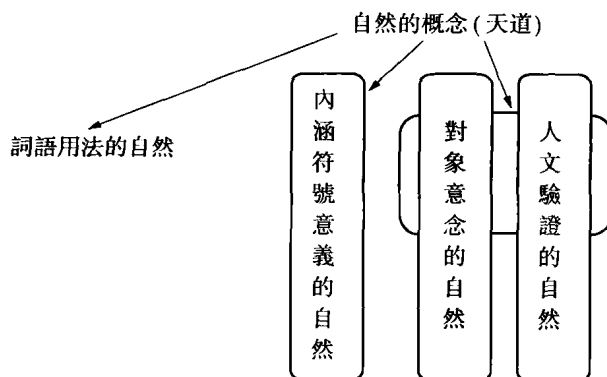 自然的概念(天道)
詞語用法的自然
內涵符號意義的自然
對象意念的自然
人文驗證的自然